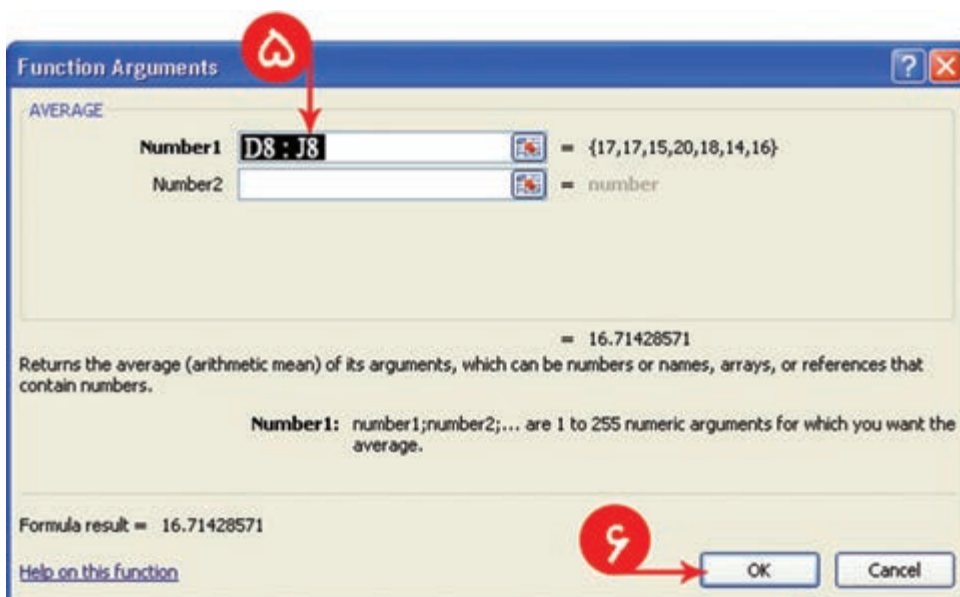 ۵
Function Arguments
AVERAGE
Number1 D8:J8 = {17,17,15,20,18,14,16}
Number2 = number
= 16.71428571
Returns the average (arithmetic mean) of its arguments, which can be numbers or names, arrays, or references that
contain numbers.
Number1: number1;number2;... are 1 to 255 numeric arguments for which you want the
average.
Formula result = 16.71428571
۶
Help on this function OK Cancel